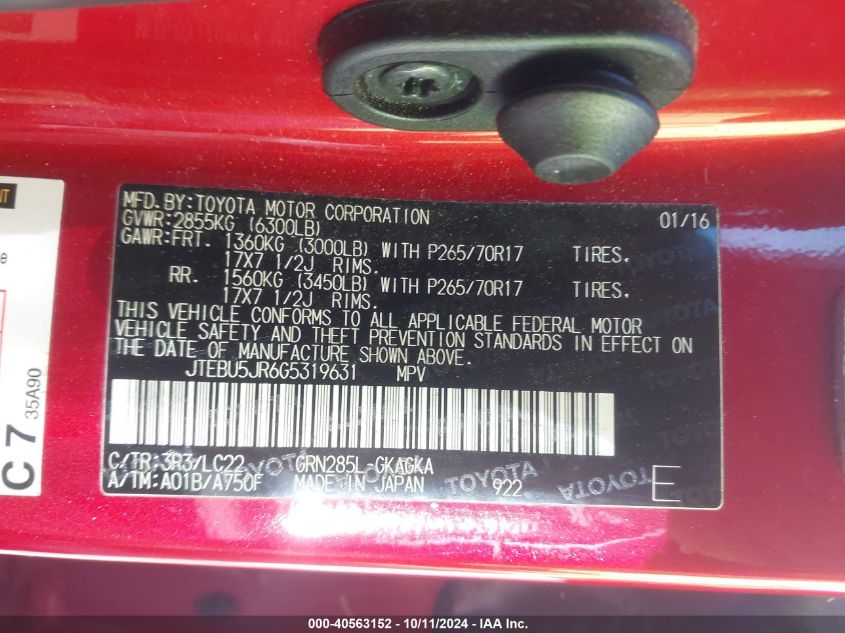 MFD. BY: TOYOTA MOTOR CORPORATION 01/16
GVWR: 2855KG (6300LB)
GAWR: FRT. 1360KG (3000LB) WITH P265/70R17 TIRES.
17X7 1/2J RIMS.
RR. 1560KG (3450LB) WITH P265/70R17 TIRES.
17X7 1/2J RIMS.
THIS VEHICLE CONFORMS TO ALL APPLICABLE FEDERAL MOTOR
VEHICLE SAFETY AND THEFT PREVENTION STANDARDS IN EFFECT ON
THE DATE OF MANUFACTURE SHOWN ABOVE.
JTEBU5JR6G5319631 MPV
C/TR: 3R3/LC22 GRN285L-GKAGKA
A/TM: A01B/A750F MADE IN JAPAN 922 E
C 7 35A90
000-40563152 - 10/11/2024 - IAA Inc.